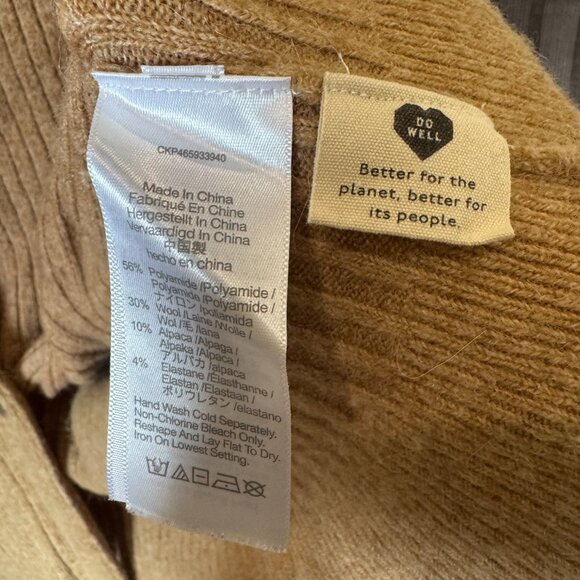 CKP465933940
Made In China
Fabriqué En Chine
Hergestellt In China
Vervaardigd In China
中国製
hecho en china
56% Polyamide /Polyamide /
Polyamide /Polyamide /
ナイロン /poliamida
30% Wool /Laine /Wolle /
Wol /毛 /lana
10% Alpaca /Alpaga /
Alpaka /Alpaca /
アルパカ /alpaca
4% Elastane /Élasthanne /
Elastan /Elastaan /
ポリウレタン /elastano
Hand Wash Cold Separately.
Non-Chlorine Bleach Only.
Reshape And Lay Flat To Dry.
Iron On Lowest Setting.
DO
WELL
Better for the
planet, better for
its people.